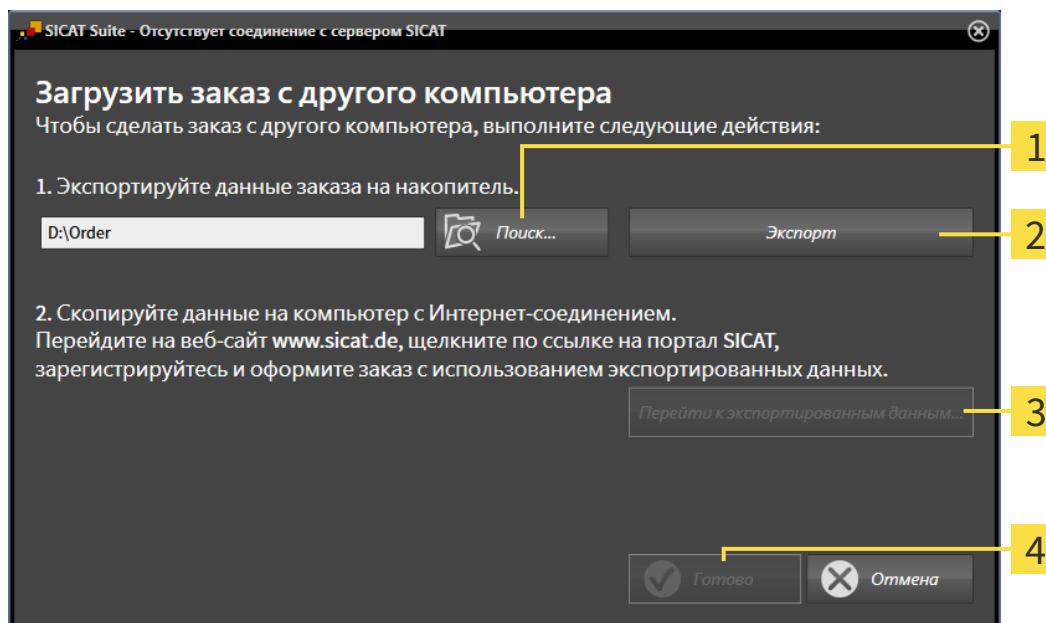 SICAT Suite - Отсутствует соединение с сервером SICAT
Загрузить заказ с другого компьютера
Чтобы сделать заказ с другого компьютера, выполните следующие действия:
1
1. Экспортируйте данные заказа на накопитель.
D:\Order
Поиск...
Экспорт
2
2. Скопируйте данные на компьютер с Интернет-соединением.
Перейдите на веб-сайт www.sicat.de, щелкните по ссылке на портал SICAT,
зарегистрируйтесь и оформите заказ с использованием экспортированных данных.
Перейти к экспортированным данным...
3
4
Готово
Отмена